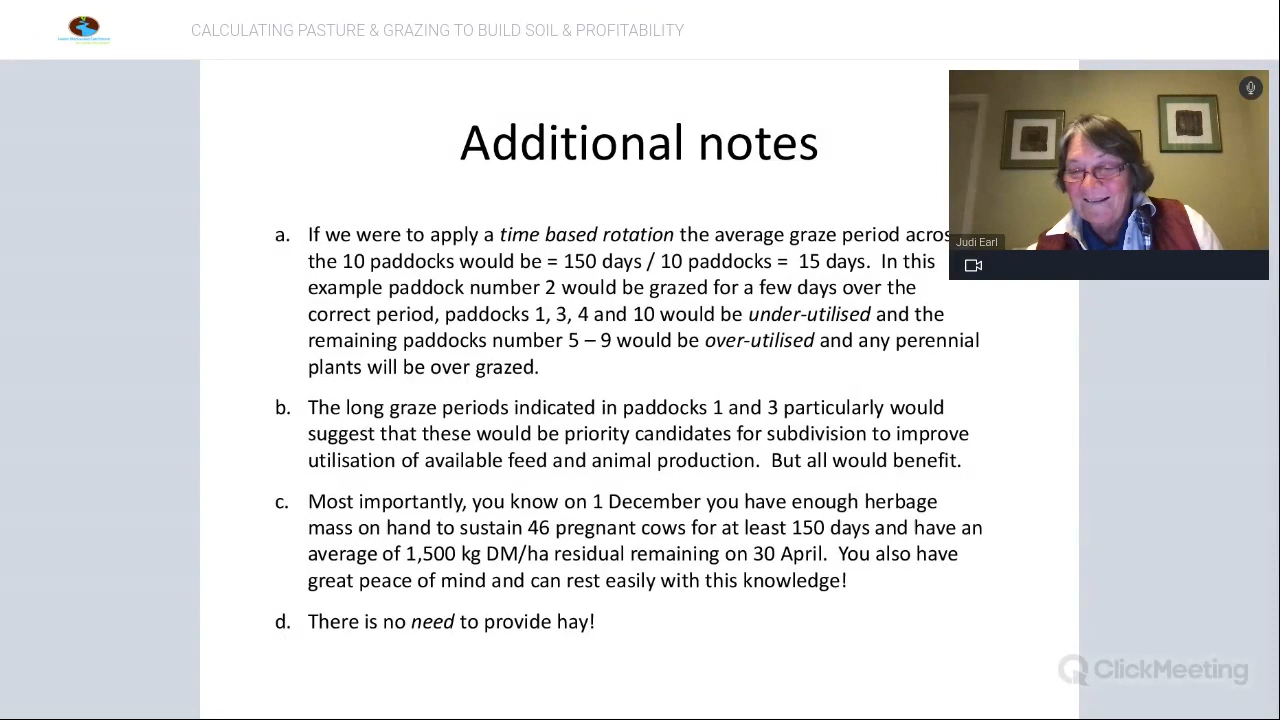 CALCULATING PASTURE & GRAZING TO BUILD SOIL & PROFITABILITY
Additional notes
a. If we were to apply a time based rotation the average graze period acros
the 10 paddocks would be = 150 days / 10 paddocks = 15 days. In this
example paddock number 2 would be grazed for a few days over the
correct period, paddocks 1, 3, 4 and 10 would be under-utilised and the
remaining paddocks number 5 – 9 would be over-utilised and any perennial
plants will be over grazed.
b. The long graze periods indicated in paddocks 1 and 3 particularly would
suggest that these would be priority candidates for subdivision to improve
utilisation of available feed and animal production. But all would benefit.
c. Most importantly, you know on 1 December you have enough herbage
mass on hand to sustain 46 pregnant cows for at least 150 days and have an
average of 1,500 kg DM/ha residual remaining on 30 April. You also have
great peace of mind and can rest easily with this knowledge!
d. There is no need to provide hay!
Judi Earl
ClickMeeting